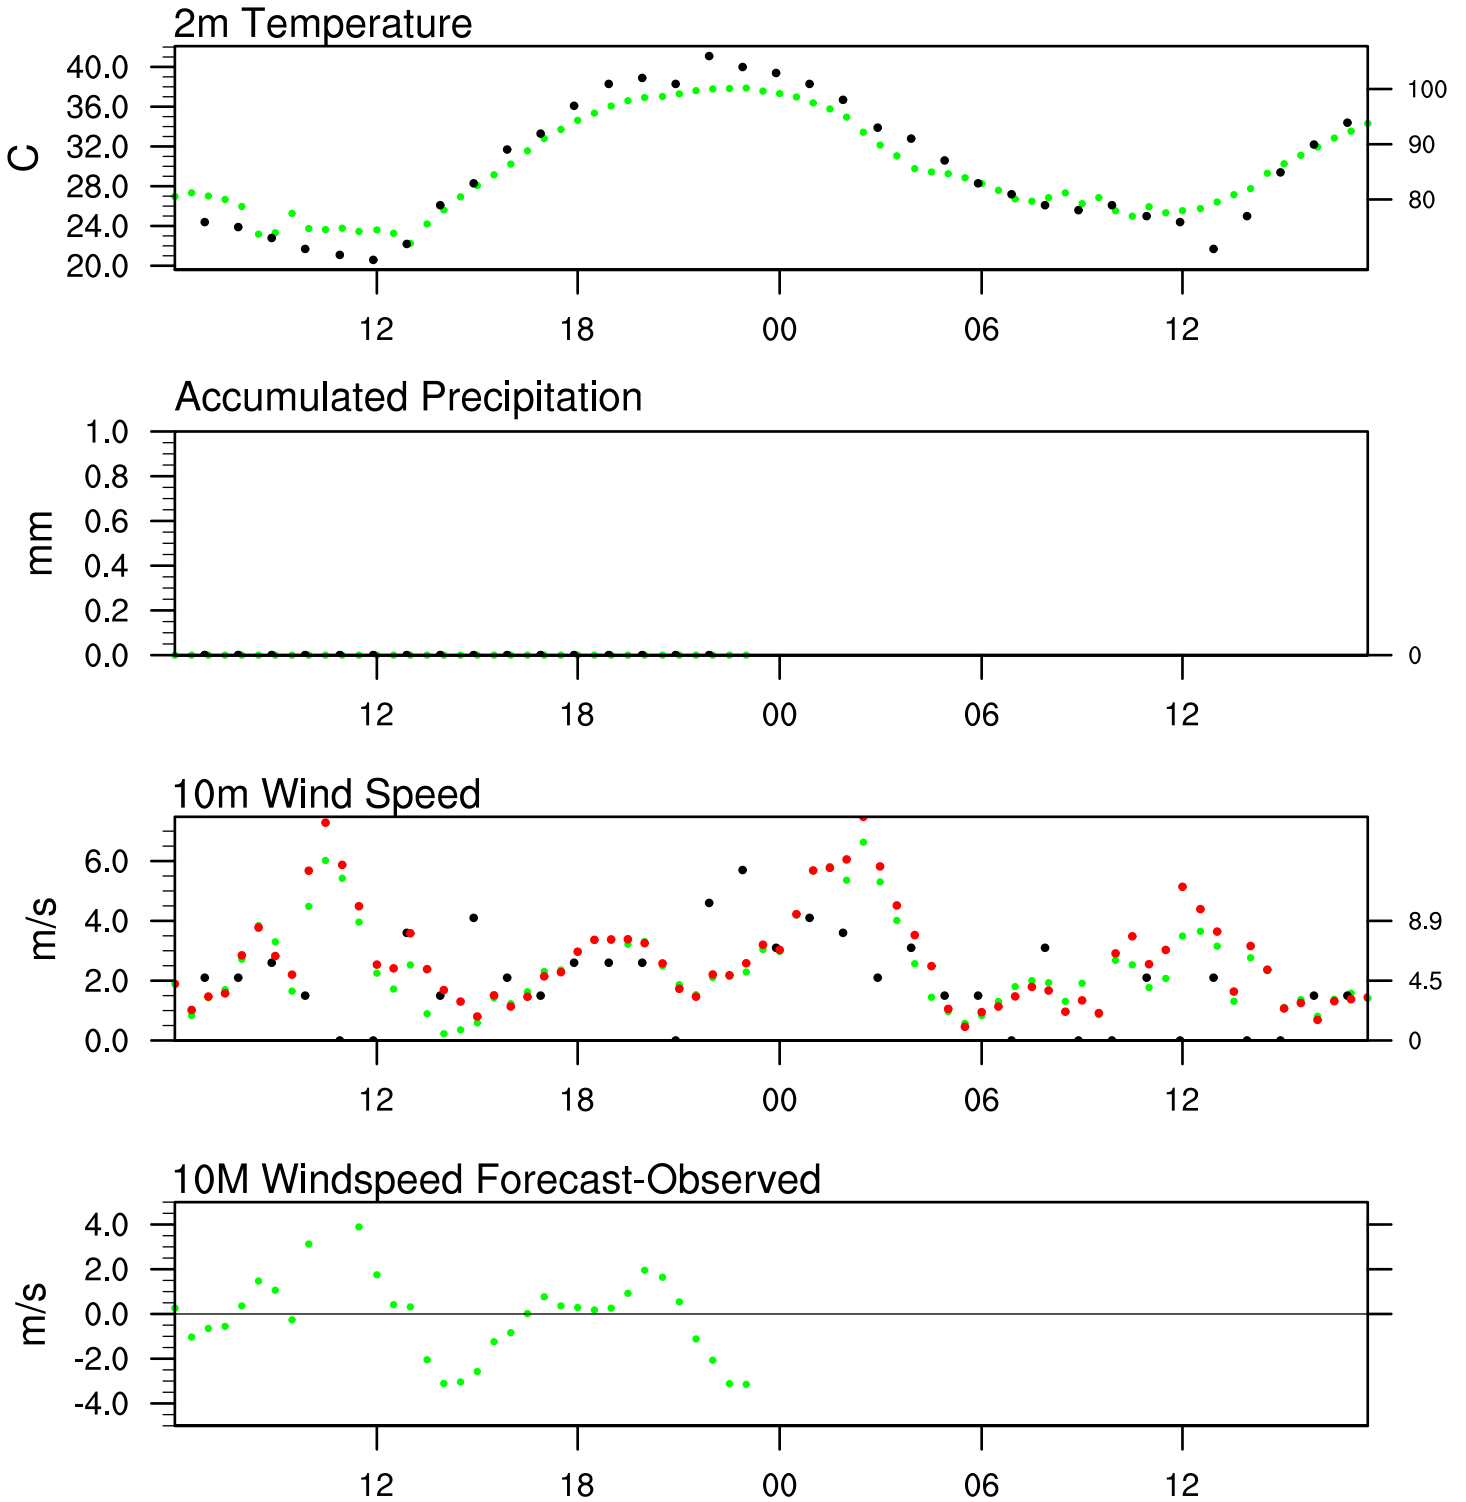 2m Temperature
40.0
36.0
32.0
28.0
24.0
20.0
C
100
90
80
12 18 00 06 12
Accumulated Precipitation
1.0
0.8
0.6
0.4
0.2
0.0
mm
0
12 18 00 06 12
10m Wind Speed
6.0
4.0
2.0
0.0
m/s
8.9
4.5
0
12 18 00 06 12
10M Windspeed Forecast-Observed
4.0
2.0
0.0
-2.0
-4.0
m/s
12 18 00 06 12